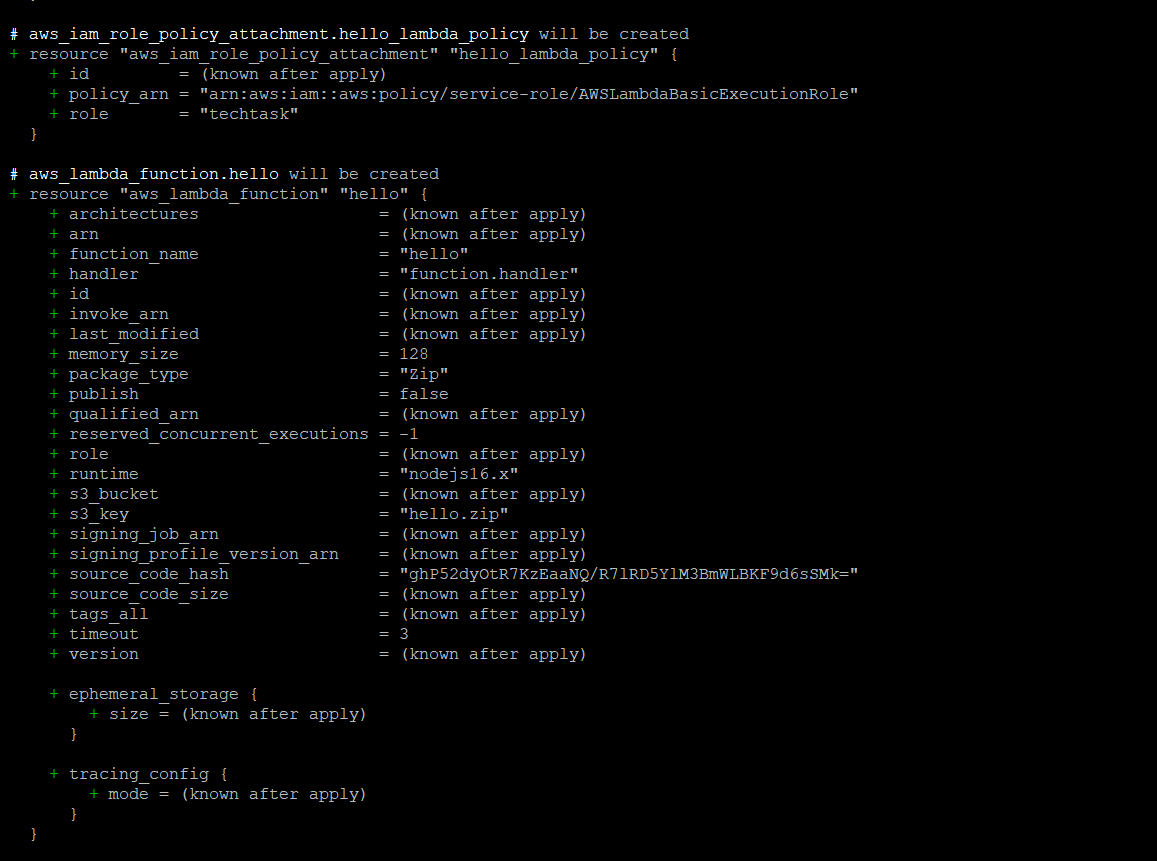 # aws_iam_role_policy_attachment.hello_lambda_policy will be created
+ resource "aws_iam_role_policy_attachment" "hello_lambda_policy" {
    + id         = (known after apply)
    + policy_arn = "arn:aws:iam::aws:policy/service-role/AWSLambdaBasicExecutionRole"
    + role       = "techtask"
  }
# aws_lambda_function.hello will be created
+ resource "aws_lambda_function" "hello" {
    + architectures                  = (known after apply)
    + arn                            = (known after apply)
    + function_name                  = "hello"
    + handler                        = "function.handler"
    + id                             = (known after apply)
    + invoke_arn                     = (known after apply)
    + last_modified                  = (known after apply)
    + memory_size                    = 128
    + package_type                   = "Zip"
    + publish                        = false
    + qualified_arn                  = (known after apply)
    + reserved_concurrent_executions = -1
    + role                           = (known after apply)
    + runtime                        = "nodejs16.x"
    + s3_bucket                      = (known after apply)
    + s3_key                         = "hello.zip"
    + signing_job_arn                = (known after apply)
    + signing_profile_version_arn    = (known after apply)
    + source_code_hash               = "ghP52dyOtR7KzEaaNQ/R7lRD5YlM3BmWLBKF9d6sSMk="
    + source_code_size               = (known after apply)
    + tags_all                       = (known after apply)
    + timeout                        = 3
    + version                        = (known after apply)
    + ephemeral_storage {
        + size = (known after apply)
      }
    + tracing_config {
        + mode = (known after apply)
      }
  }